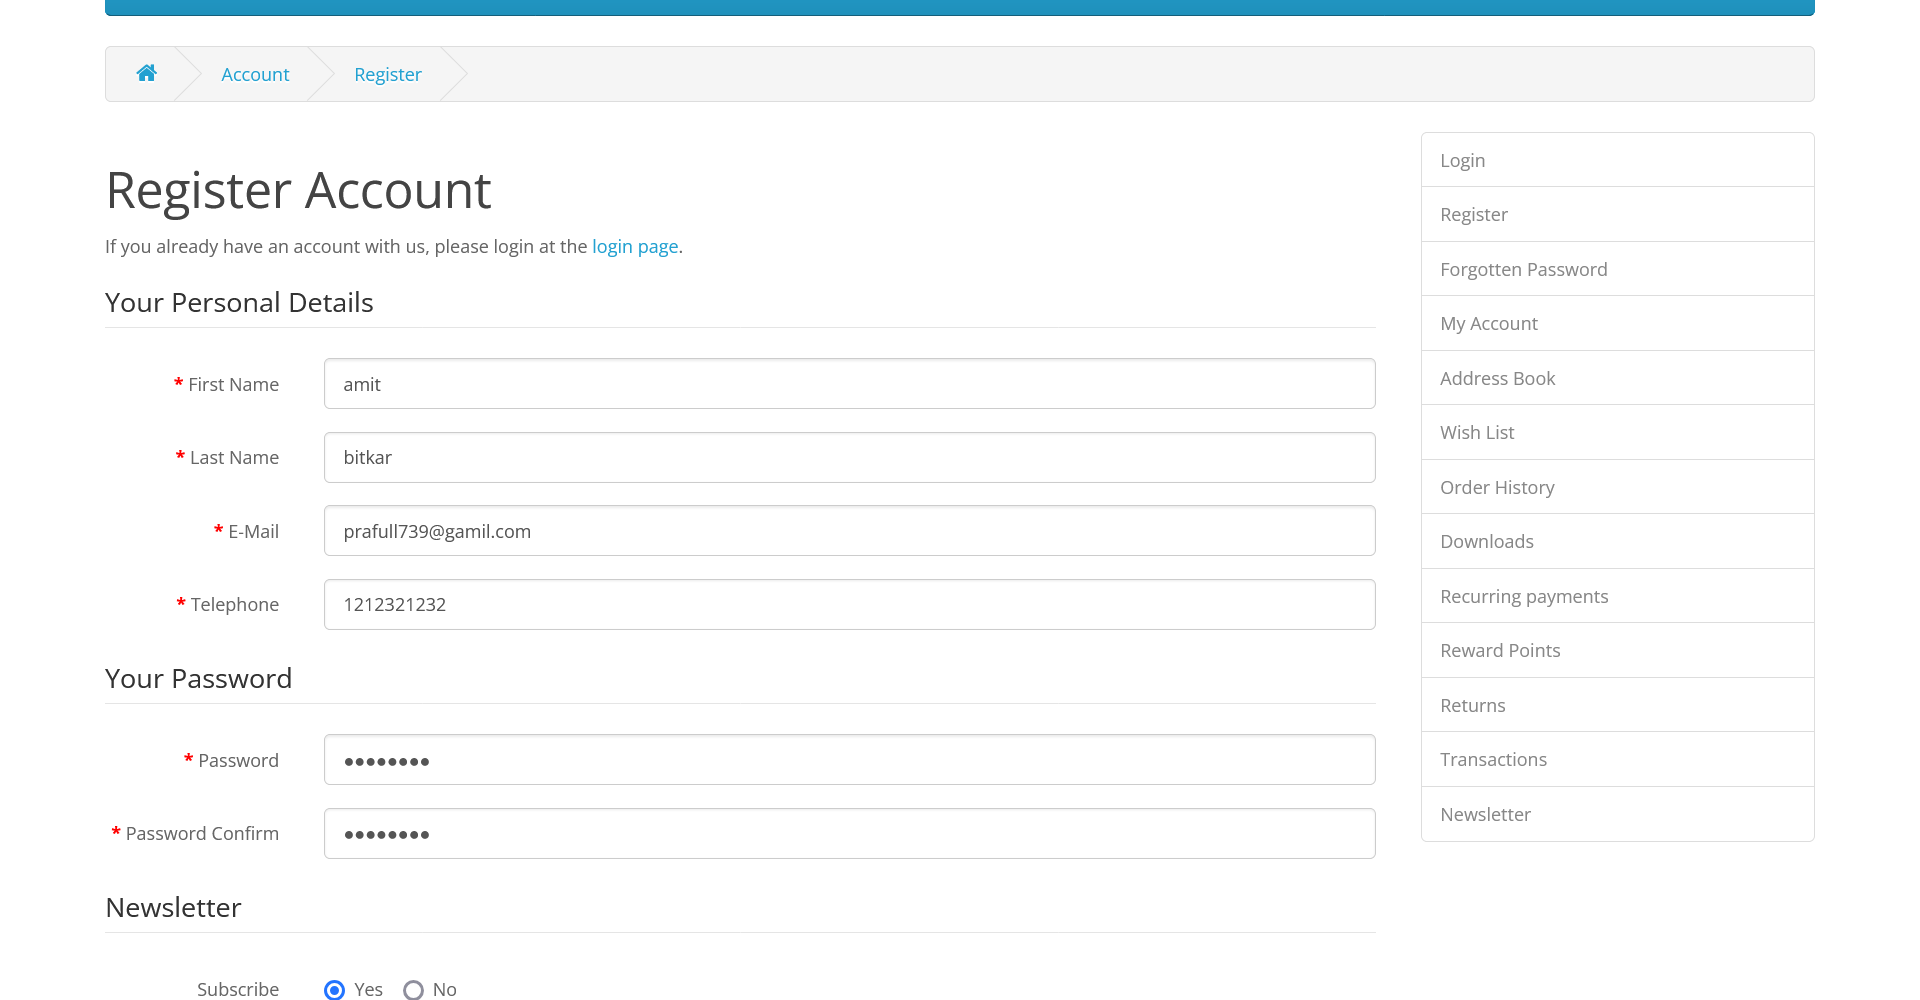 Account
Register
Register Account
If you already have an account with us, please login at the login page.
Your Personal Details
* First Name
amit
* Last Name
bitkar
* E-Mail
prafull739@gamil.com
* Telephone
1212321232
Your Password
* Password
••••••••
* Password Confirm
••••••••
Newsletter
Subscribe
Yes
No
Login
Register
Forgotten Password
My Account
Address Book
Wish List
Order History
Downloads
Recurring payments
Reward Points
Returns
Transactions
Newsletter